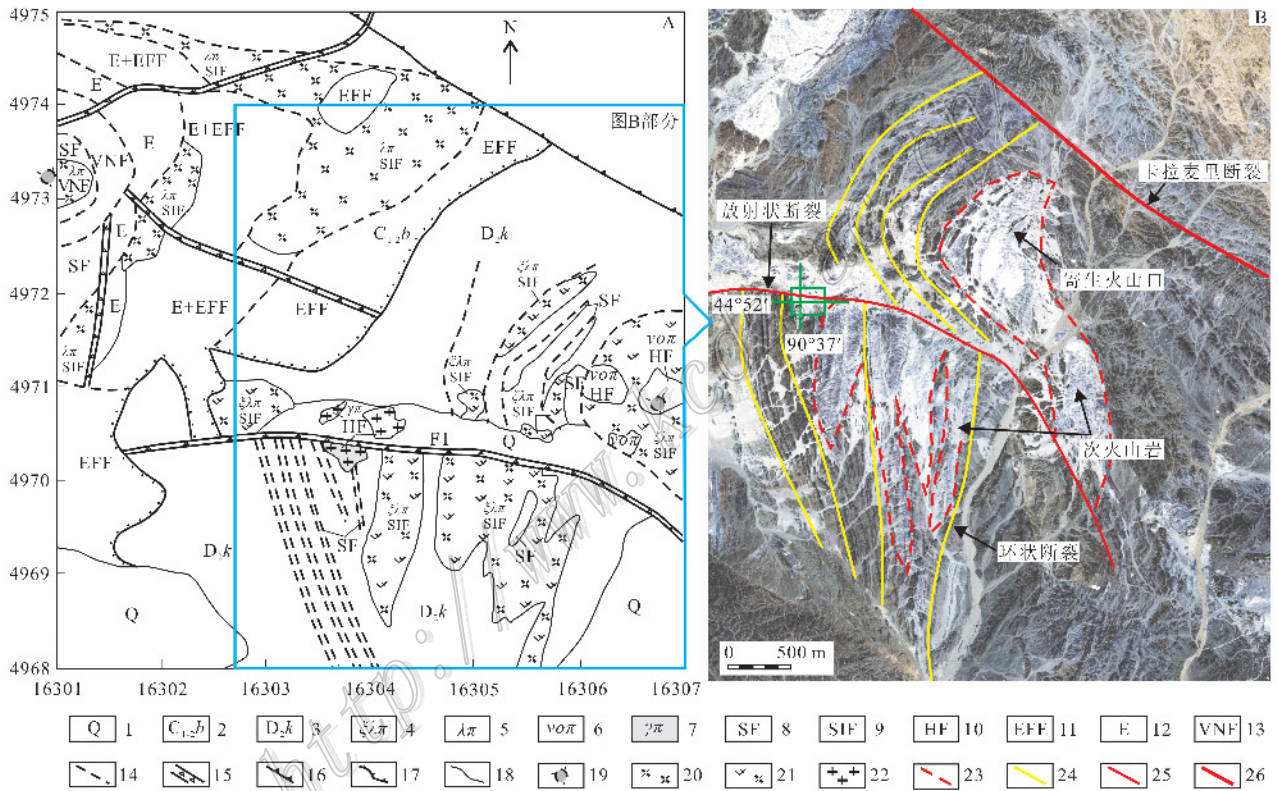 4975
A
N
E+EFF
λπ
SIF
E
4974
EFF
图B部分
E
E+EFF
λπ
SIF
EFF
SF
λπ
VNF
VNF
4973
λπ
SIF
E
C₁₋₂b
D₂k
SF
E
ξλπ
SIF
SF
4972
E+EFF
EFF
νοπ
HF
λπ
SIF
ξλπ
SIF
SF
νοπ
HF
4971
ξλπ
SIF
ξλπ
SIF
γπ
HF
F1
Q
νοπ
ξλπ
SIF
EFF
4970
ξλπ
SIF
ξλπ
SIF
SF
D₂k
SF
4969
Q
D₂k
Q
4968
16301 16302 16303 16304 16305 16306 16307
B
卡拉麦里断裂
放射状断裂
寄生火山口
44°52′
90°37′
次火山岩
环状断裂
0 500 m
Q 1 C₁₋₂b 2 D₂k 3 ξλπ 4 λπ 5 νοπ 6 γπ 7 SF 8 SIF 9 HF 10 EFF 11 E 12 VNF 13
14 15 16 17 18 19 20 21 22 23 24 25 26